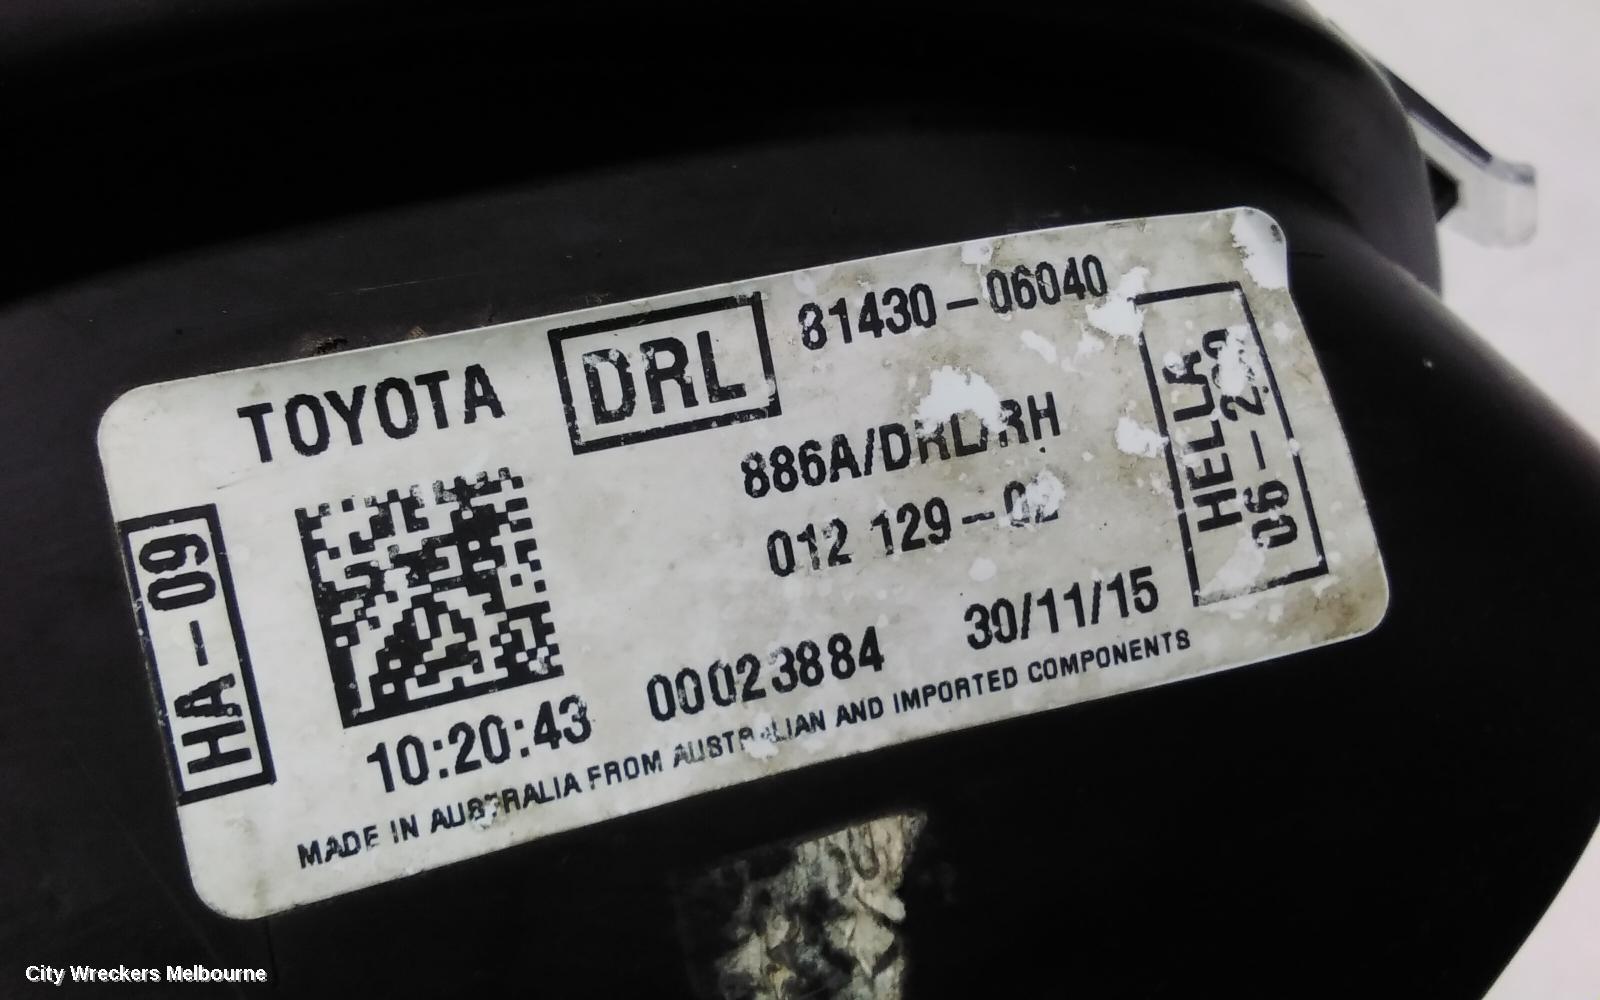 TOYOTA
DRL
81430-06040
886A/DRL/RH
012 129-02
HELLA
HA-09
10:20:43
00023884
30/11/15
MADE IN AUSTRALIA FROM AUSTRALIAN AND IMPORTED COMPONENTS
City Wreckers Melbourne